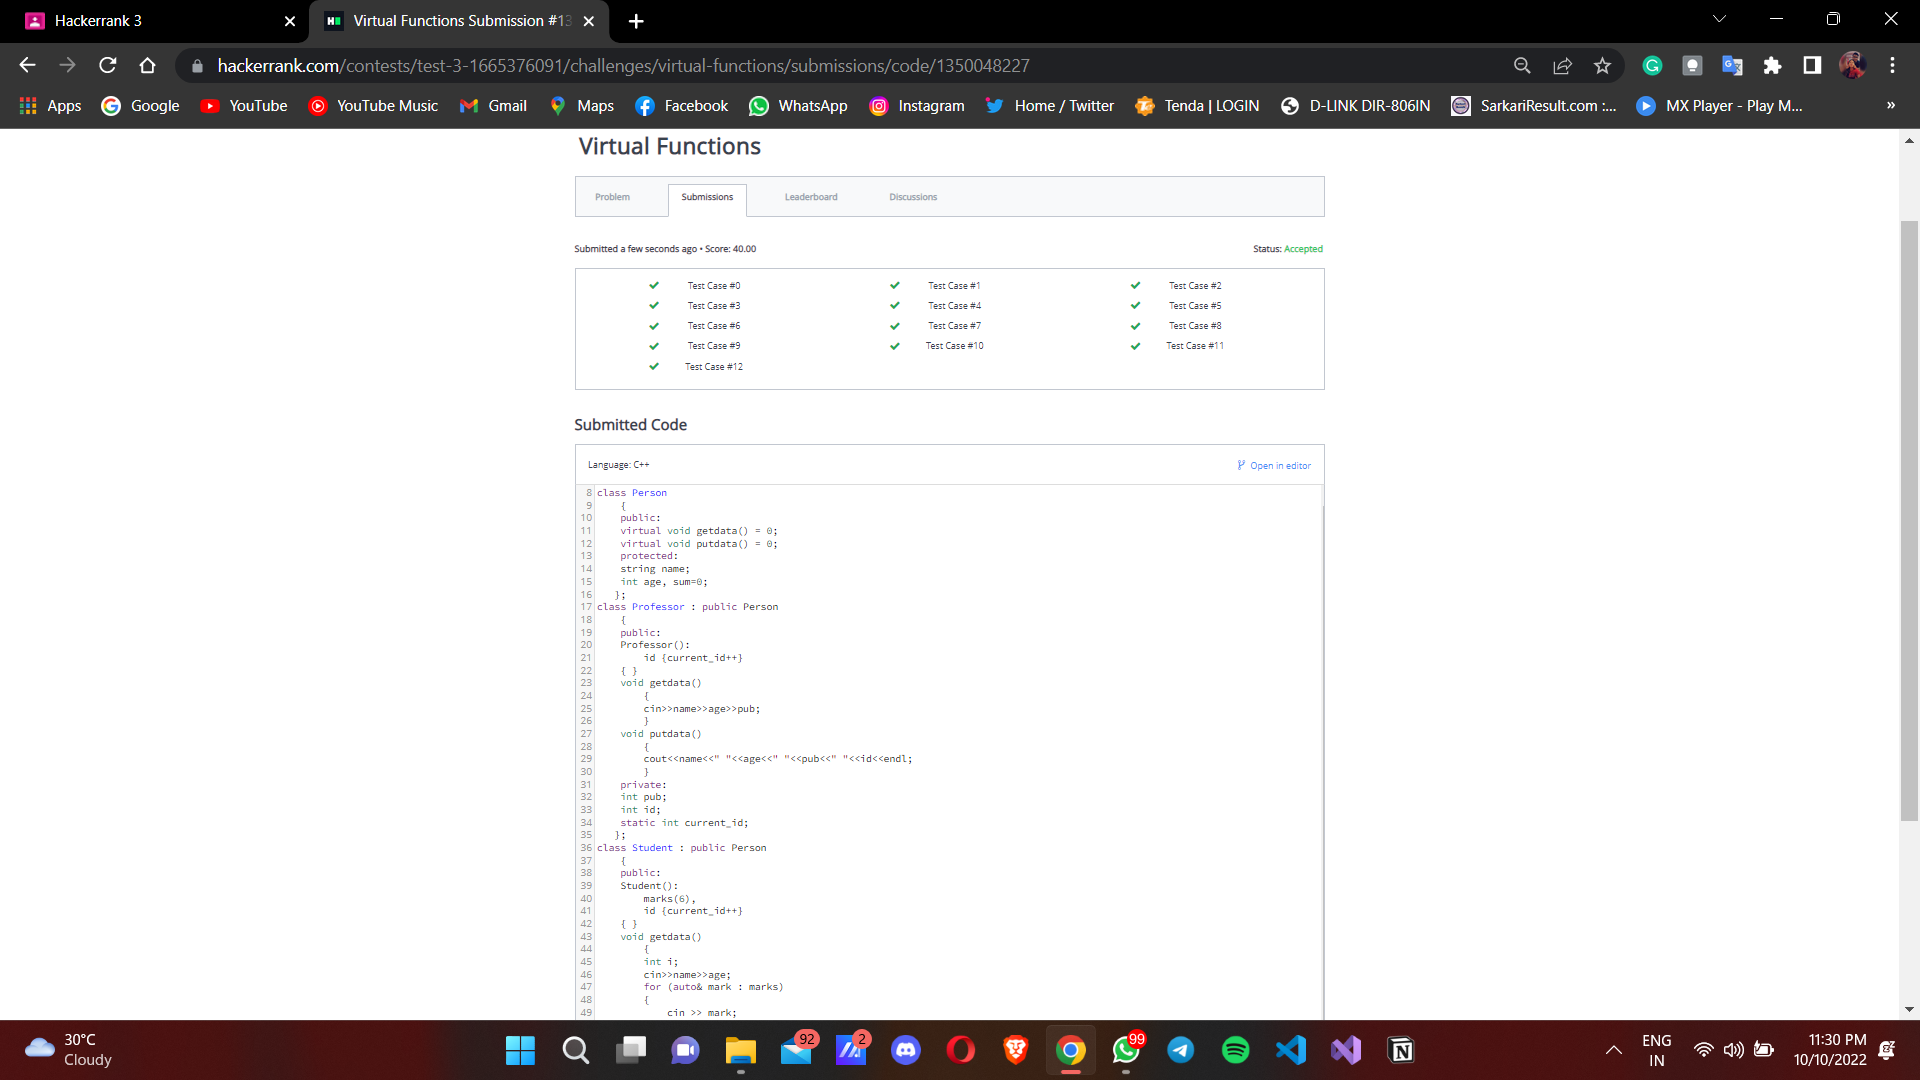 Hackerrank 3
Virtual Functions Submission #13
hackerrank.com/contests/test-3-1665376091/challenges/virtual-functions/submissions/code/1350048227
Apps Google YouTube YouTube Music Gmail Maps Facebook WhatsApp Instagram Home / Twitter Tenda | LOGIN D-LINK DIR-806IN SarkariResult.com :... MX Player - Play M... »
Virtual Functions
Problem Submissions Leaderboard Discussions
Submitted a few seconds ago • Score: 40.00 Status: Accepted
Test Case #0 Test Case #1 Test Case #2
Test Case #3 Test Case #4 Test Case #5
Test Case #6 Test Case #7 Test Case #8
Test Case #9 Test Case #10 Test Case #11
Test Case #12
Submitted Code
Language: C++ Open in editor
8 class Person
9 {
10 public:
11 virtual void getdata() = 0;
12 virtual void putdata() = 0;
13 protected:
14 string name;
15 int age, sum=0;
16 };
17 class Professor : public Person
18 {
19 public:
20 Professor():
21 id {current_id++}
22 { }
23 void getdata()
24 {
25 cin>>name>>age>>pub;
26 }
27 void putdata()
28 {
29 cout<<name<<" "<<age<<" "<<pub<<" "<<id<<endl;
30 }
31 private:
32 int pub;
33 int id;
34 static int current_id;
35 };
36 class Student : public Person
37 {
38 public:
39 Student():
40 marks(6),
41 id {current_id++}
42 { }
43 void getdata()
44 {
45 int i;
46 cin>>name>>age;
47 for (auto& mark : marks)
48 {
49 cin >> mark;
30°C
Cloudy
92
2
99
ENG
IN
11:30 PM
10/10/2022